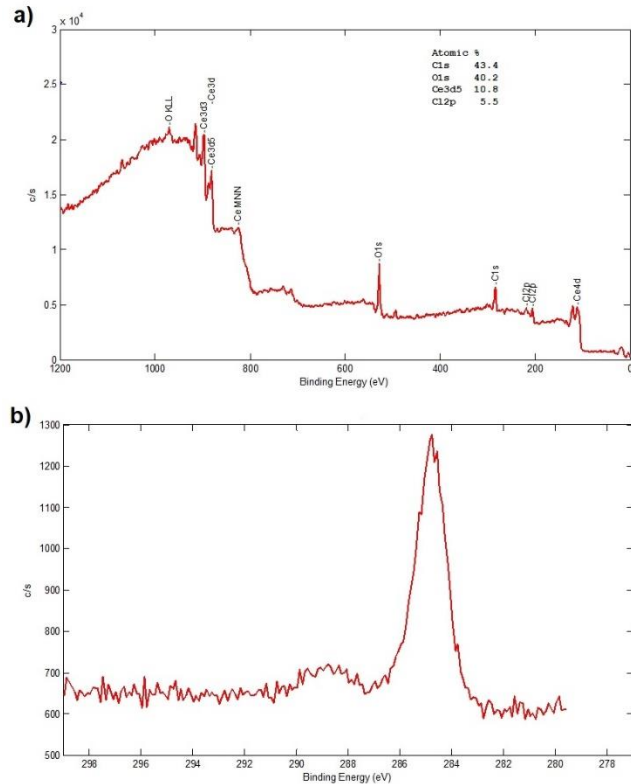 a)
x 10⁴
3
2.5
2
1.5
1
0.5
0
c/s
Atomic %
C1s 43.4
O1s 40.2
Ce3d5 10.8
Cl2p 5.5
-O KLL
-Ce3d3
-Ce3d
-Ce3d5
-Ce MNN
-O1s
-C1s
-Cl2p
-Cl2p
-Ce4d
1200 1000 800 600 400 200 0
Binding Energy (eV)
b)
1300
1200
1100
1000
900
800
700
600
500
c/s
298 296 294 292 290 288 286 284 282 280 278
Binding Energy (eV)